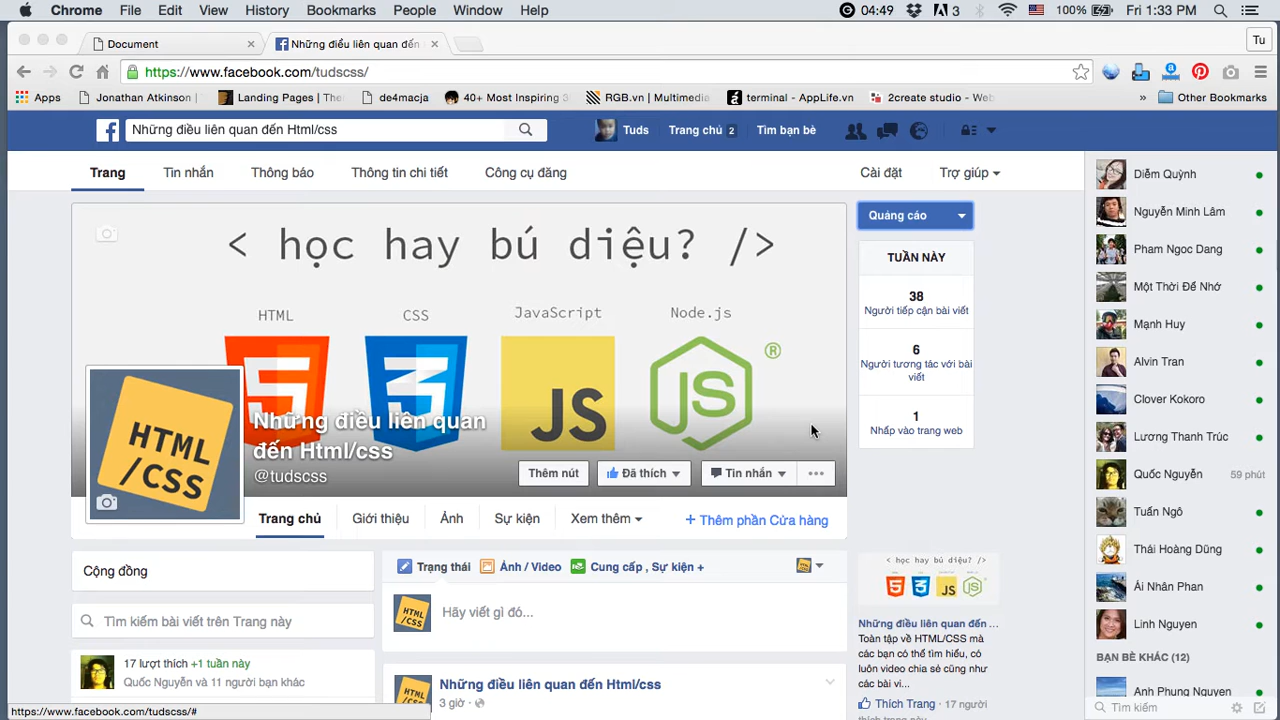 Chrome File Edit View History Bookmarks People Window Help 04:49 3 100% Fri 1:33 PM
Document
Những điều liên quan đến
Tu
https://www.facebook.com/tudscss/
Apps Jonathan Atkinson # Landing Pages | The de4macja 40+ Most Inspiring 3 RGB.vn | Multimedia terminal - AppLife.vn 2create studio - Web » Other Bookmarks
Những điều liên quan đến Html/css
Tuds Trang chủ 2 Tìm bạn bè
Trang Tin nhắn Thông báo Thông tin chi tiết Công cụ đăng Cài đặt Trợ giúp
< học hay bú diệu? />
HTML CSS JavaScript Node.js
5 3 JS JS ®
HTML
/CSS
Những điều liên quan
đến Html/css
@tudscss
Thêm nút Đã thích Tin nhắn
Trang chủ Giới thiệu Ảnh Sự kiện Xem thêm + Thêm phần Cửa hàng
Quảng cáo
TUẦN NÀY
38
Người tiếp cận bài viết
6
Người tương tác với bài
viết
1
Nhấp vào trang web
Cộng đồng
Tìm kiếm bài viết trên Trang này
17 lượt thích +1 tuần này
Quốc Nguyễn và 11 người bạn khác
https://www.facebook.com/tudscss/#
Trạng thái Ảnh / Video Cung cấp , Sự kiện +
HTML
/CSS
Hãy viết gì đó...
HTML
/CSS
Những điều liên quan đến Html/css
3 giờ ·
< học hay bú diệu? />
5 3 JS JS
Những điều liên quan đến ...
Toàn tập về HTML/CSS mà
các bạn có thể tìm hiểu, có
luôn video chia sẻ cũng như
các bài vi...
Thích Trang · 17 người
Diễm Quỳnh
Nguyễn Minh Lâm
Pham Ngoc Dang
Một Thời Để Nhớ
Mạnh Huy
Alvin Tran
Clover Kokoro
Lương Thanh Trúc
Quốc Nguyễn 59 phút
Tuấn Ngô
Thái Hoàng Dũng
Ái Nhân Phan
Linh Nguyen
BẠN BÈ KHÁC (12)
Anh Phung Nguyen
Tìm kiếm